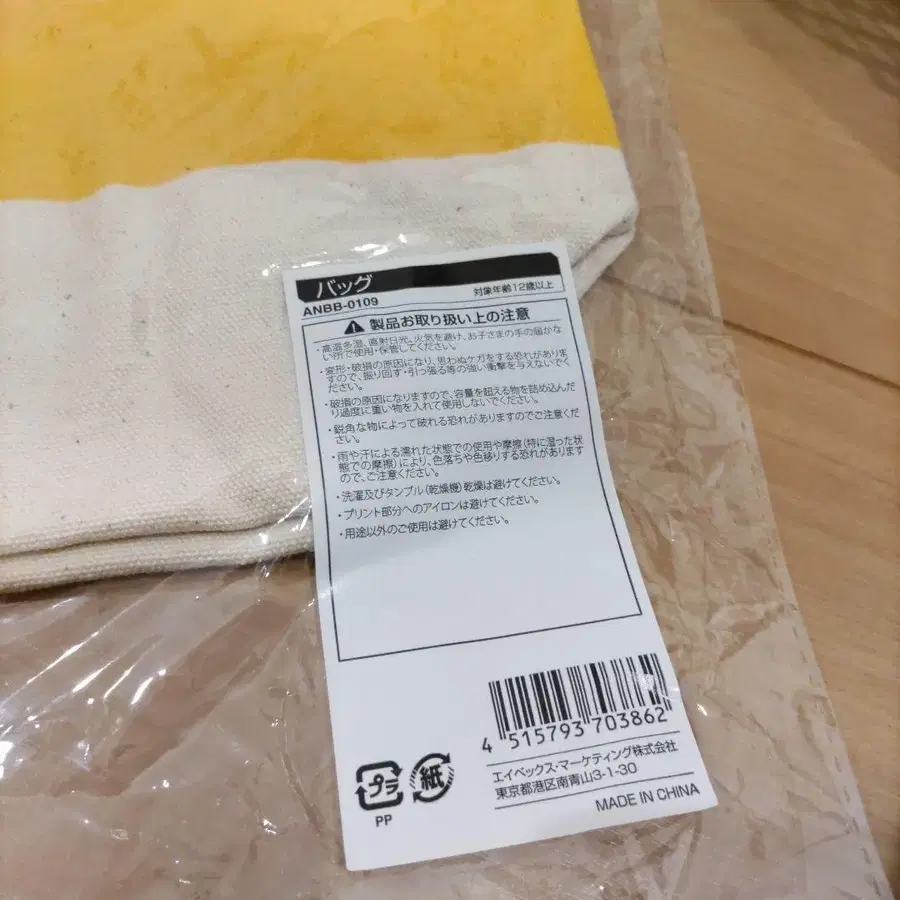 バッグ
ANBB-0109
対象年齢12歳以上
製品お取り扱い上の注意
・高温多湿、直射日光、火気を避け、お子さまの手の届かな
い所で使用・保管してください。
・変形・破損の原因になり、思わぬケガをする恐れがありま
すので、振り回す・引っ張る等の強い衝撃を与えないでく
ださい。
・破損の原因になりますので、容量を超える物を詰め込んだ
り過度に重い物を入れて使用しないでください。
・鋭角な物によって破れる恐れがありますのでご注意くだ
さい。
・雨や汗による濡れた状態での使用や摩擦(特に湿った状
態での摩擦)により、色落ちや色移りする恐れがあります
ので、ご注意ください。
・洗濯及びタンブル(乾燥機)乾燥は避けてください。
・プリント部分へのアイロンは避けてください。
・用途以外のご使用は避けてください。
4 515793 703862
エイベックス・マーケティング株式会社
東京都港区南青山3-1-30
MADE IN CHINA
プラ
紙
PP